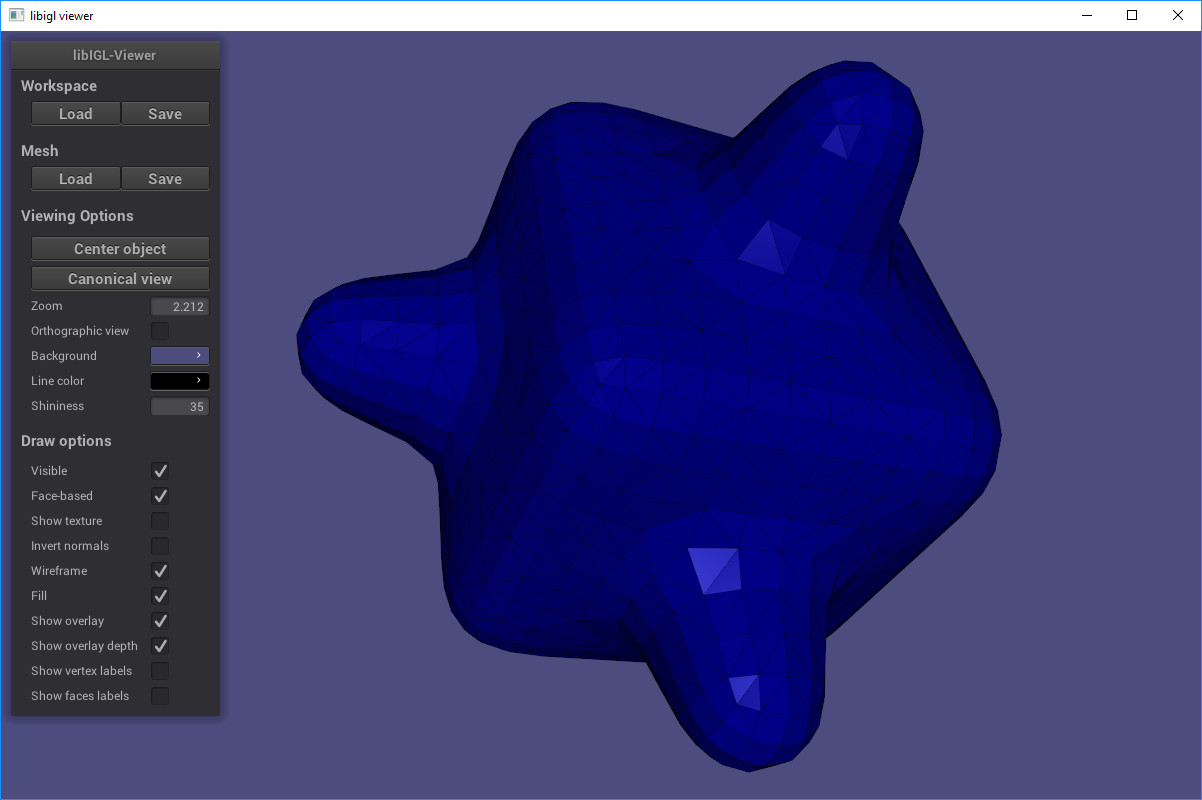 libigl viewer
libIGL-Viewer
Workspace
Load Save
Mesh
Load Save
Viewing Options
Center object
Canonical view
Zoom 2.212
Orthographic view
Background
Line color
Shininess 35
Draw options
Visible
Face-based
Show texture
Invert normals
Wireframe
Fill
Show overlay
Show overlay depth
Show vertex labels
Show faces labels